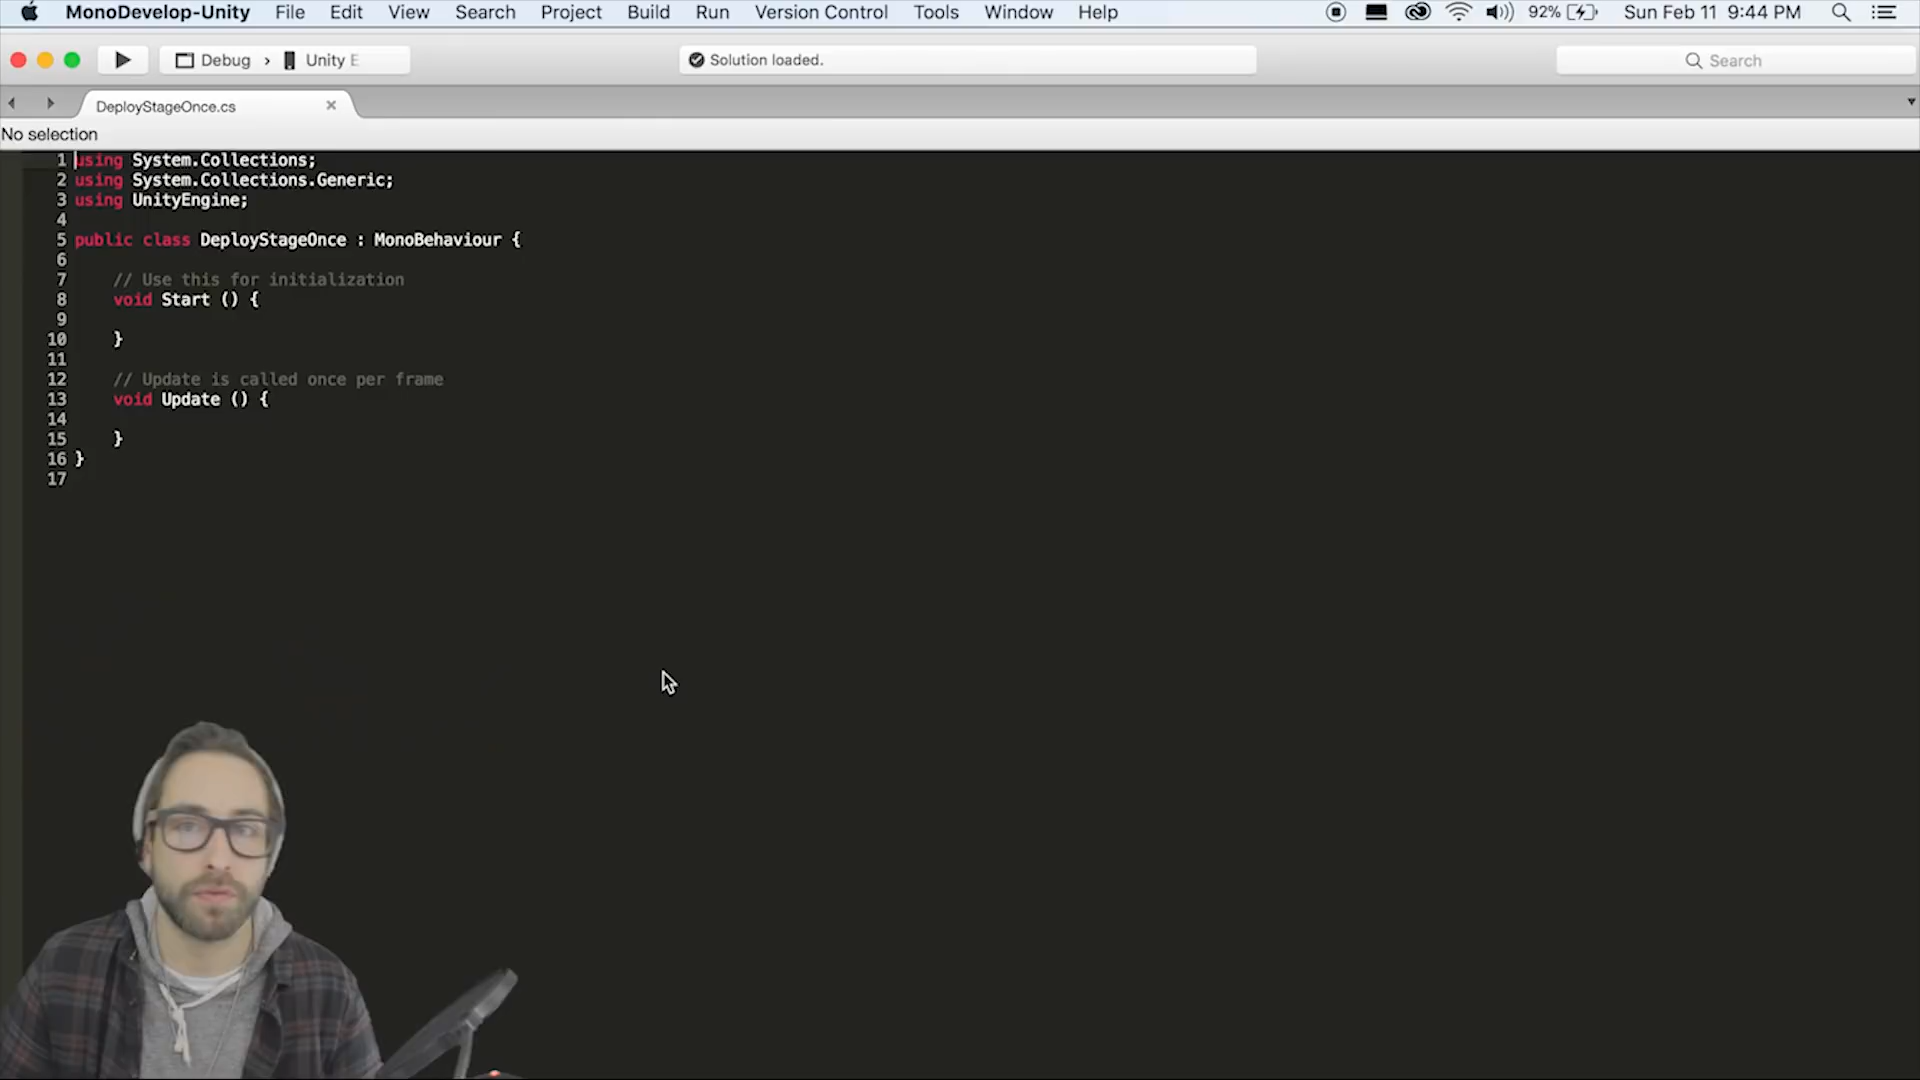 MonoDevelop-Unity File Edit View Search Project Build Run Version Control Tools Window Help 92% Sun Feb 11 9:44 PM
Debug › Unity E Solution loaded. Search
DeployStageOnce.cs
No selection
1 using System.Collections;
2 using System.Collections.Generic;
3 using UnityEngine;
4
5 public class DeployStageOnce : MonoBehaviour {
6
7 // Use this for initialization
8 void Start () {
9
10 }
11
12 // Update is called once per frame
13 void Update () {
14
15 }
16 }
17